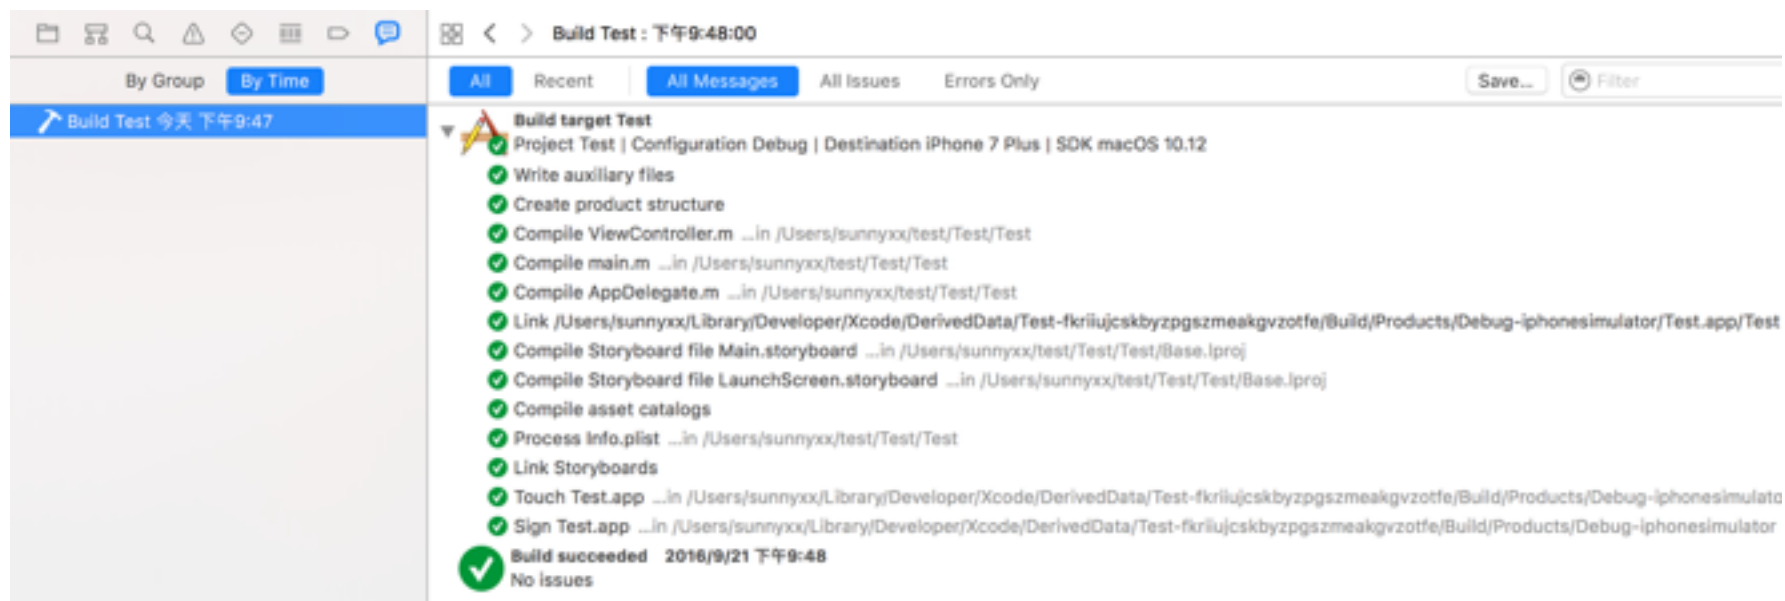 Build Test : 下午9:48:00
By Group By Time
All Recent All Messages All Issues Errors Only Save... Filter
Build Test 今天 下午9:47
Build target Test
Project Test | Configuration Debug | Destination iPhone 7 Plus | SDK macOS 10.12
Write auxiliary files
Create product structure
Compile ViewController.m ...in /Users/sunnyxx/test/Test/Test
Compile main.m ...in /Users/sunnyxx/test/Test/Test
Compile AppDelegate.m ...in /Users/sunnyxx/test/Test/Test
Link /Users/sunnyxx/Library/Developer/Xcode/DerivedData/Test-fkriiujcskbyzpgszmeakgvzotfe/Build/Products/Debug-iphonesimulator/Test.app/Test
Compile Storyboard file Main.storyboard ...in /Users/sunnyxx/test/Test/Test/Base.lproj
Compile Storyboard file LaunchScreen.storyboard ...in /Users/sunnyxx/test/Test/Test/Base.lproj
Compile asset catalogs
Process Info.plist ...in /Users/sunnyxx/test/Test/Test
Link Storyboards
Touch Test.app ...in /Users/sunnyxx/Library/Developer/Xcode/DerivedData/Test-fkriiujcskbyzpgszmeakgvzotfe/Build/Products/Debug-iphonesimulato
Sign Test.app ...in /Users/sunnyxx/Library/Developer/Xcode/DerivedData/Test-fkriiujcskbyzpgszmeakgvzotfe/Build/Products/Debug-iphonesimulator
Build succeeded 2016/9/21 下午9:48
No issues